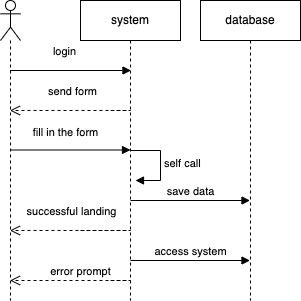 system
database
login
send form
fill in the form
self call
save data
successful landing
access system
error prompt